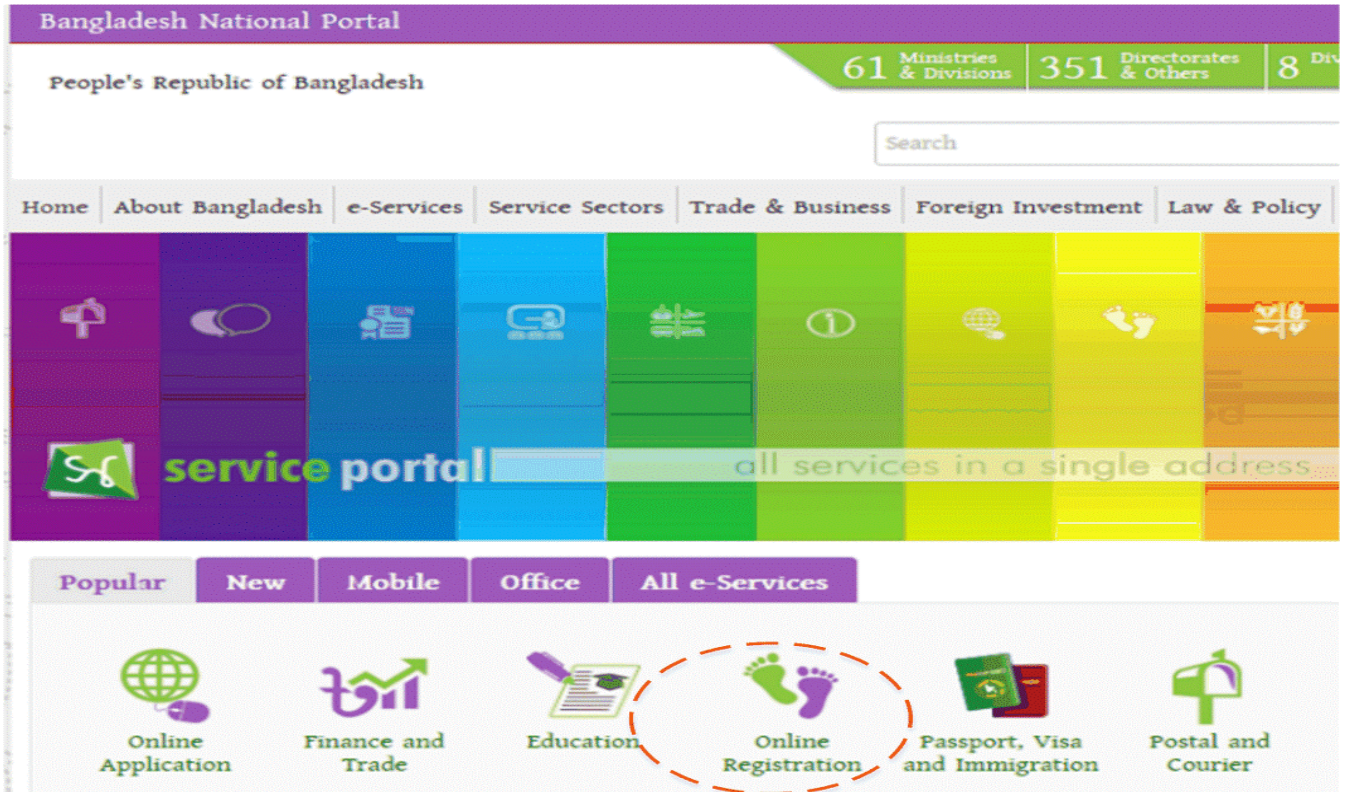 Bangladesh National Portal
People's Republic of Bangladesh
61 Ministries & Divisions 351 Directorates & Others 8 Div
Search
Home About Bangladesh e-Services Service Sectors Trade & Business Foreign Investment Law & Policy
service portal all services in a single address
Popular New Mobile Office All e-Services
Online Application
Finance and Trade
Education
Online Registration
Passport, Visa and Immigration
Postal and Courier